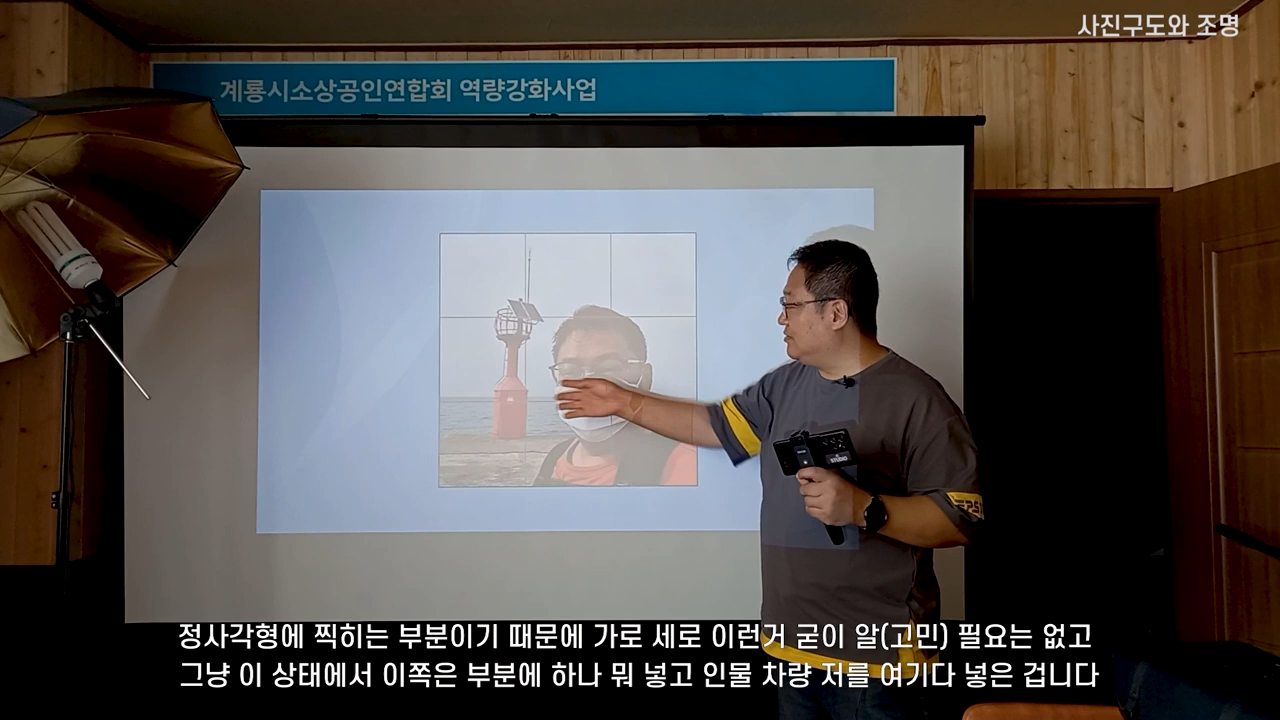 사진구도와 조명
계룡시소상공인연합회 역량강화사업
정사각형에 찍히는 부분이기 때문에 가로 세로 이런거 굳이 알(고민) 필요는 없고
그냥 이 상태에서 이쪽은 부분에 하나 뭐 넣고 인물 차량 저를 여기다 넣은 겁니다